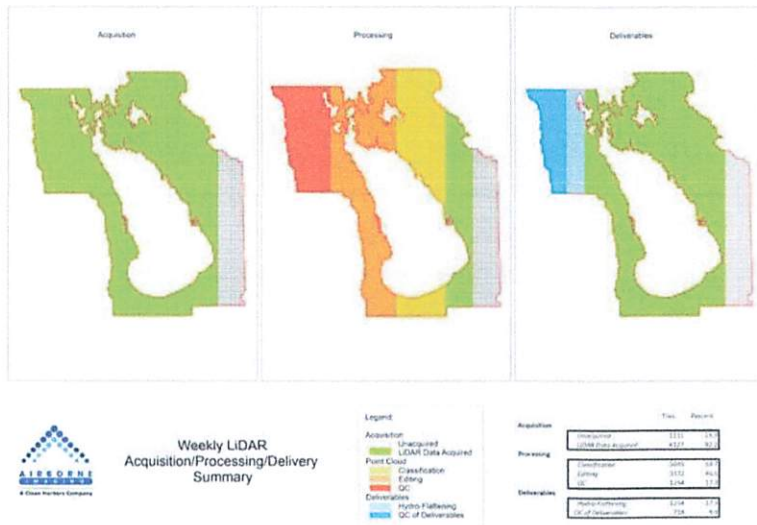 Acquisition
Processing
Deliverables
AIRBORNE
IMAGING
A Clean Harbors Company
Weekly LiDAR
Acquisition/Processing/Delivery
Summary
Legend:
Acquisition
Unacquired
LiDAR Data Acquired
Point Cloud
Classification
Editing
QC
Deliverables
Hydro-Flattening
QC of Deliverables
Tiles Percent
Acquisition
Unacquired
LiDAR Data Acquired
Processing
Classification
Editing
QC 1254
Deliverables
Hydro-Flattening 1254
QC of Deliverables